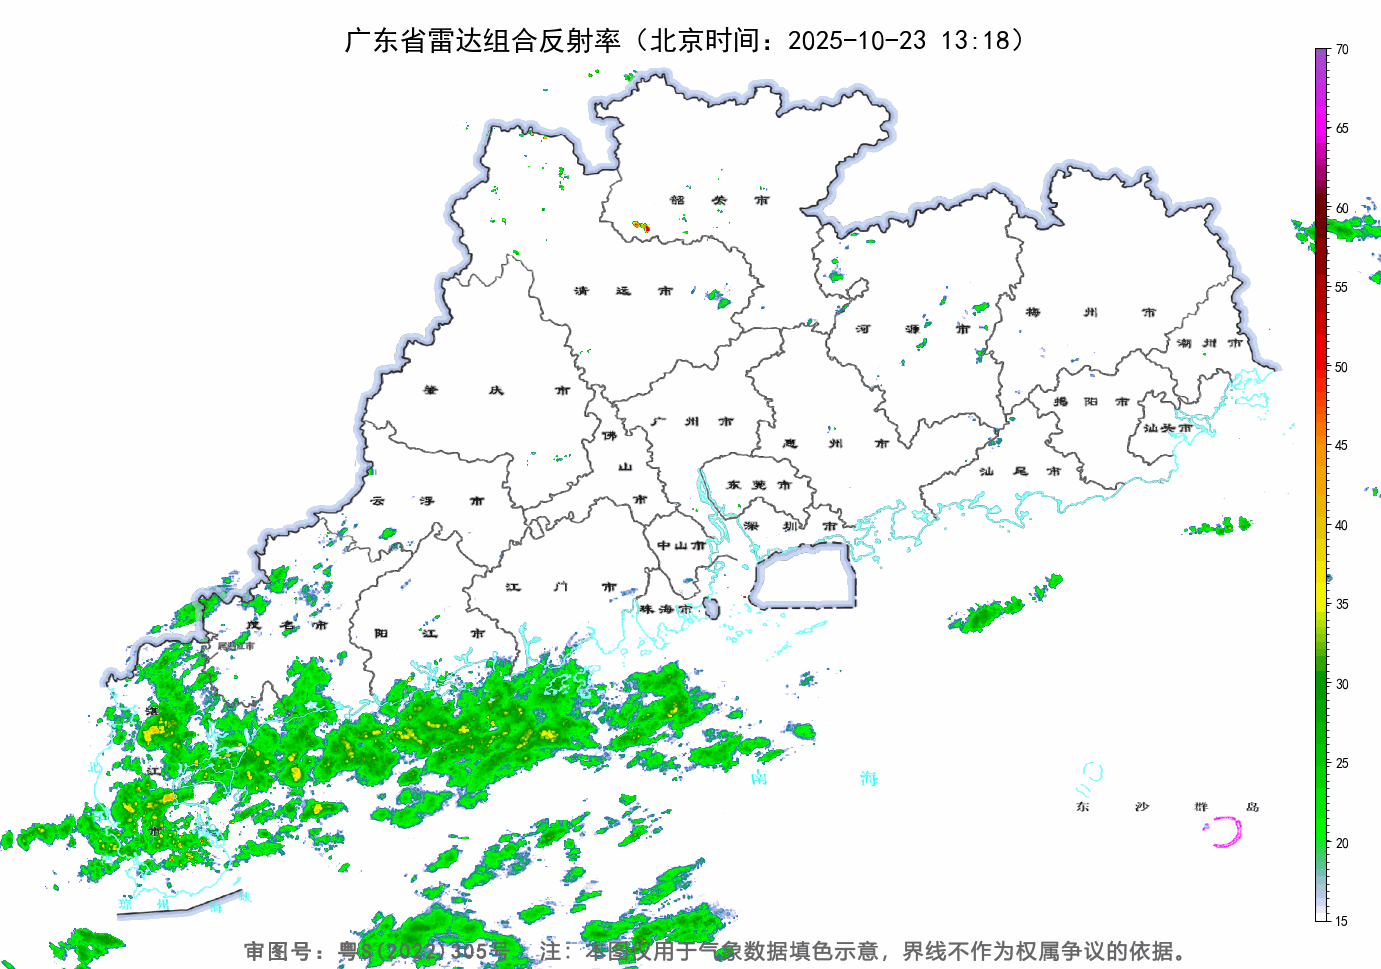 广东省雷达组合反射率（北京时间：2025-10-23 13:18）
70
65
60
55
50
45
40
35
30
25
20
15
韶关市
清远市
河源市
梅州市
潮州市
肇庆市
广州市
揭阳市
汕头市
佛山市
惠州市
云浮市
东莞市
汕尾市
深圳市
中山市
江门市
珠海市
茂名市
阳江市
湛江市
北
南海
东沙群岛
琼州海峡
审图号：粤S(2022)305号 注：本图仅用于气象数据填色示意，界线不作为权属争议的依据。